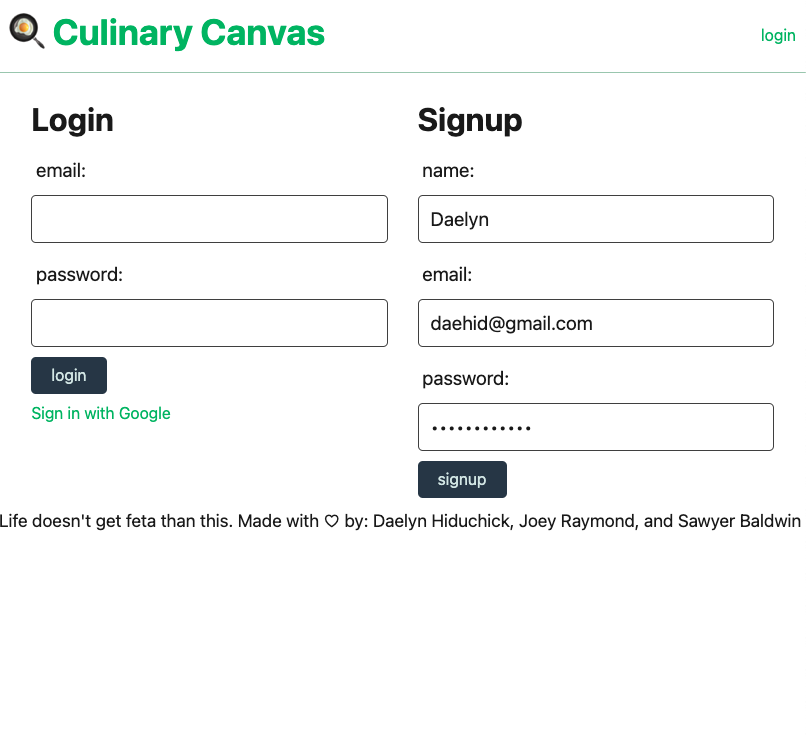 Culinary Canvas
login
Login
email:
password:
login
Sign in with Google
Signup
name:
Daelyn
email:
daehid@gmail.com
password:
••••••••••••
signup
Life doesn't get feta than this. Made with ♡ by: Daelyn Hiduchick, Joey Raymond, and Sawyer Baldwin